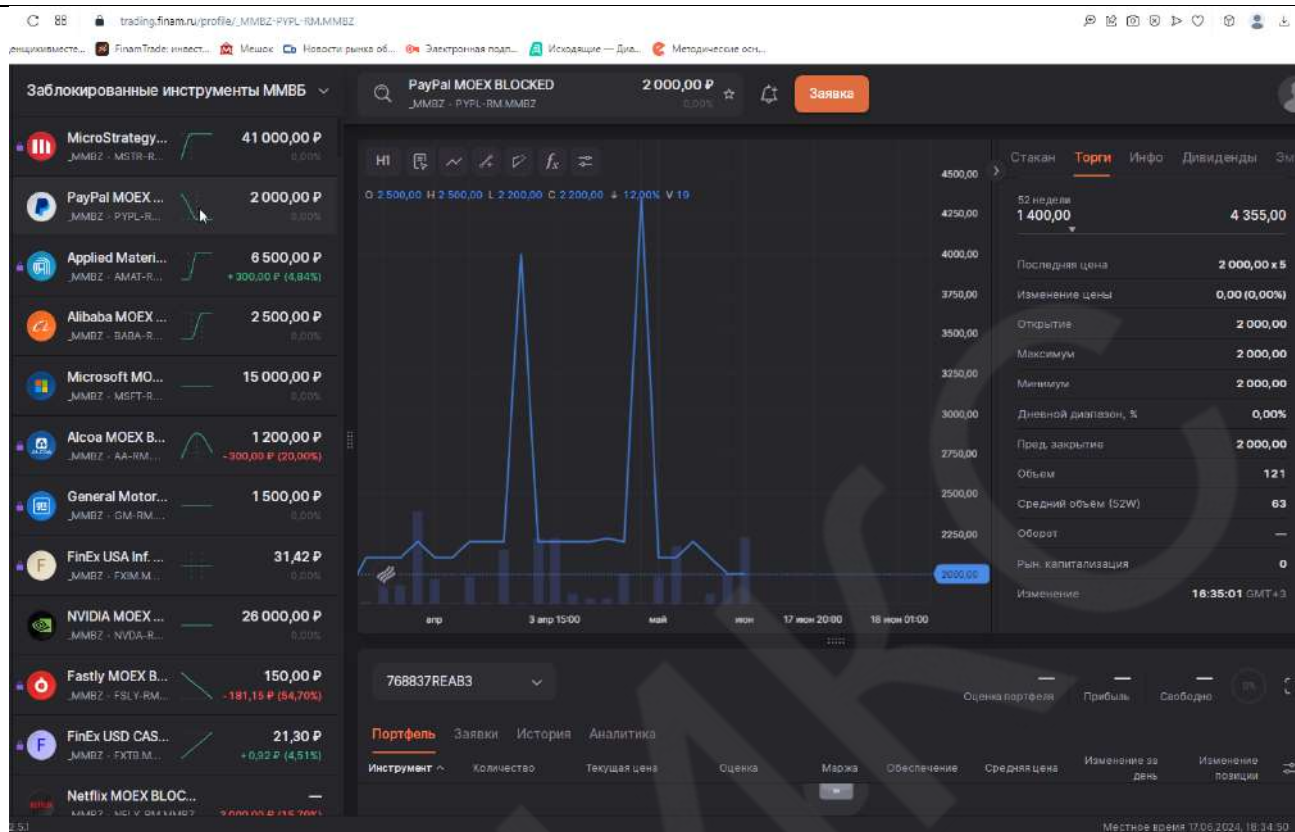 trading.finam.ru/profile/_MMBZ-PYPL-RM.MMBZ
FinamTrade: инвест...
Мешок
Новости рынка об...
Электронная подп...
Исходящие — Диа...
Методические осн...
Заблокированные инструменты ММВБ
PayPal MOEX BLOCKED
_MMBZ · PYPL-RM.MMBZ
2 000,00 ₽
0,00%
Заявка
MicroStrategy...
41 000,00 ₽
_MMBZ · MSTR-R...
0,00%
PayPal MOEX ...
2 000,00 ₽
_MMBZ · PYPL-R...
0,00%
Applied Materi...
6 500,00 ₽
_MMBZ · AMAT-R...
+300,00 ₽ (4,84%)
Alibaba MOEX ...
2 500,00 ₽
_MMBZ · BABA-R...
0,00%
Microsoft MO...
15 000,00 ₽
_MMBZ · MSFT-R...
0,00%
Alcoa MOEX B...
1 200,00 ₽
_MMBZ · AA-RM....
-300,00 ₽ (20,00%)
General Motor...
1 500,00 ₽
_MMBZ · GM-RM....
0,00%
FinEx USA Inf. ...
31,42 ₽
_MMBZ · FXIM.M...
0,00%
NVIDIA MOEX ...
26 000,00 ₽
_MMBZ · NVDA-R...
0,00%
Fastly MOEX B...
150,00 ₽
_MMBZ · FSLY-RM...
-181,15 ₽ (54,70%)
FinEx USD CAS...
21,30 ₽
_MMBZ · FXTB.M...
+0,92 ₽ (4,51%)
Netflix MOEX BLOC...
—
H1
O 2 500,00 H 2 500,00 L 2 200,00 C 2 200,00 ↓ 12,00% V 19
4500,00
4250,00
4000,00
3750,00
3500,00
3250,00
3000,00
2750,00
2500,00
2250,00
2000,00
апр
3 апр 15:00
май
июн
17 июн 20:00
18 июн 01:00
Стакан Торги Инфо Дивиденды Эм
52 недели
1 400,00
4 355,00
Последняя цена
2 000,00 x 5
Изменение цены
0,00 (0,00%)
Открытие
2 000,00
Максимум
2 000,00
Минимум
2 000,00
Дневной диапазон, %
0,00%
Пред. закрытие
2 000,00
Объем
121
Средний объём (52W)
63
Оборот
—
Рын. капитализация
0
Изменение
16:35:01 GMT+3
768837REAB3
Оценка портфеля
Прибыль
Свободно
Портфель Заявки История Аналитика
Инструмент
Количество
Текущая цена
Оценка
Маржа
Обеспечение
Средняя цена
Изменение за день
Изменение позиции
2.5.1
Местное время 17.06.2024, 18:34:50